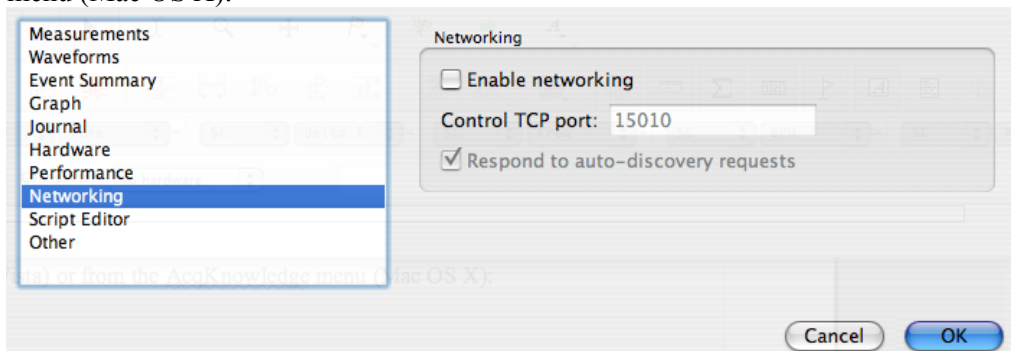 menu (Mac OS X):
Measurements
Waveforms
Event Summary
Graph
Journal
Hardware
Performance
Networking
Script Editor
Other
Networking
Enable networking
Control TCP port: 15010
Respond to auto-discovery requests
sta) or from the AcqKnowledge menu (Mac OS X):
Cancel
OK